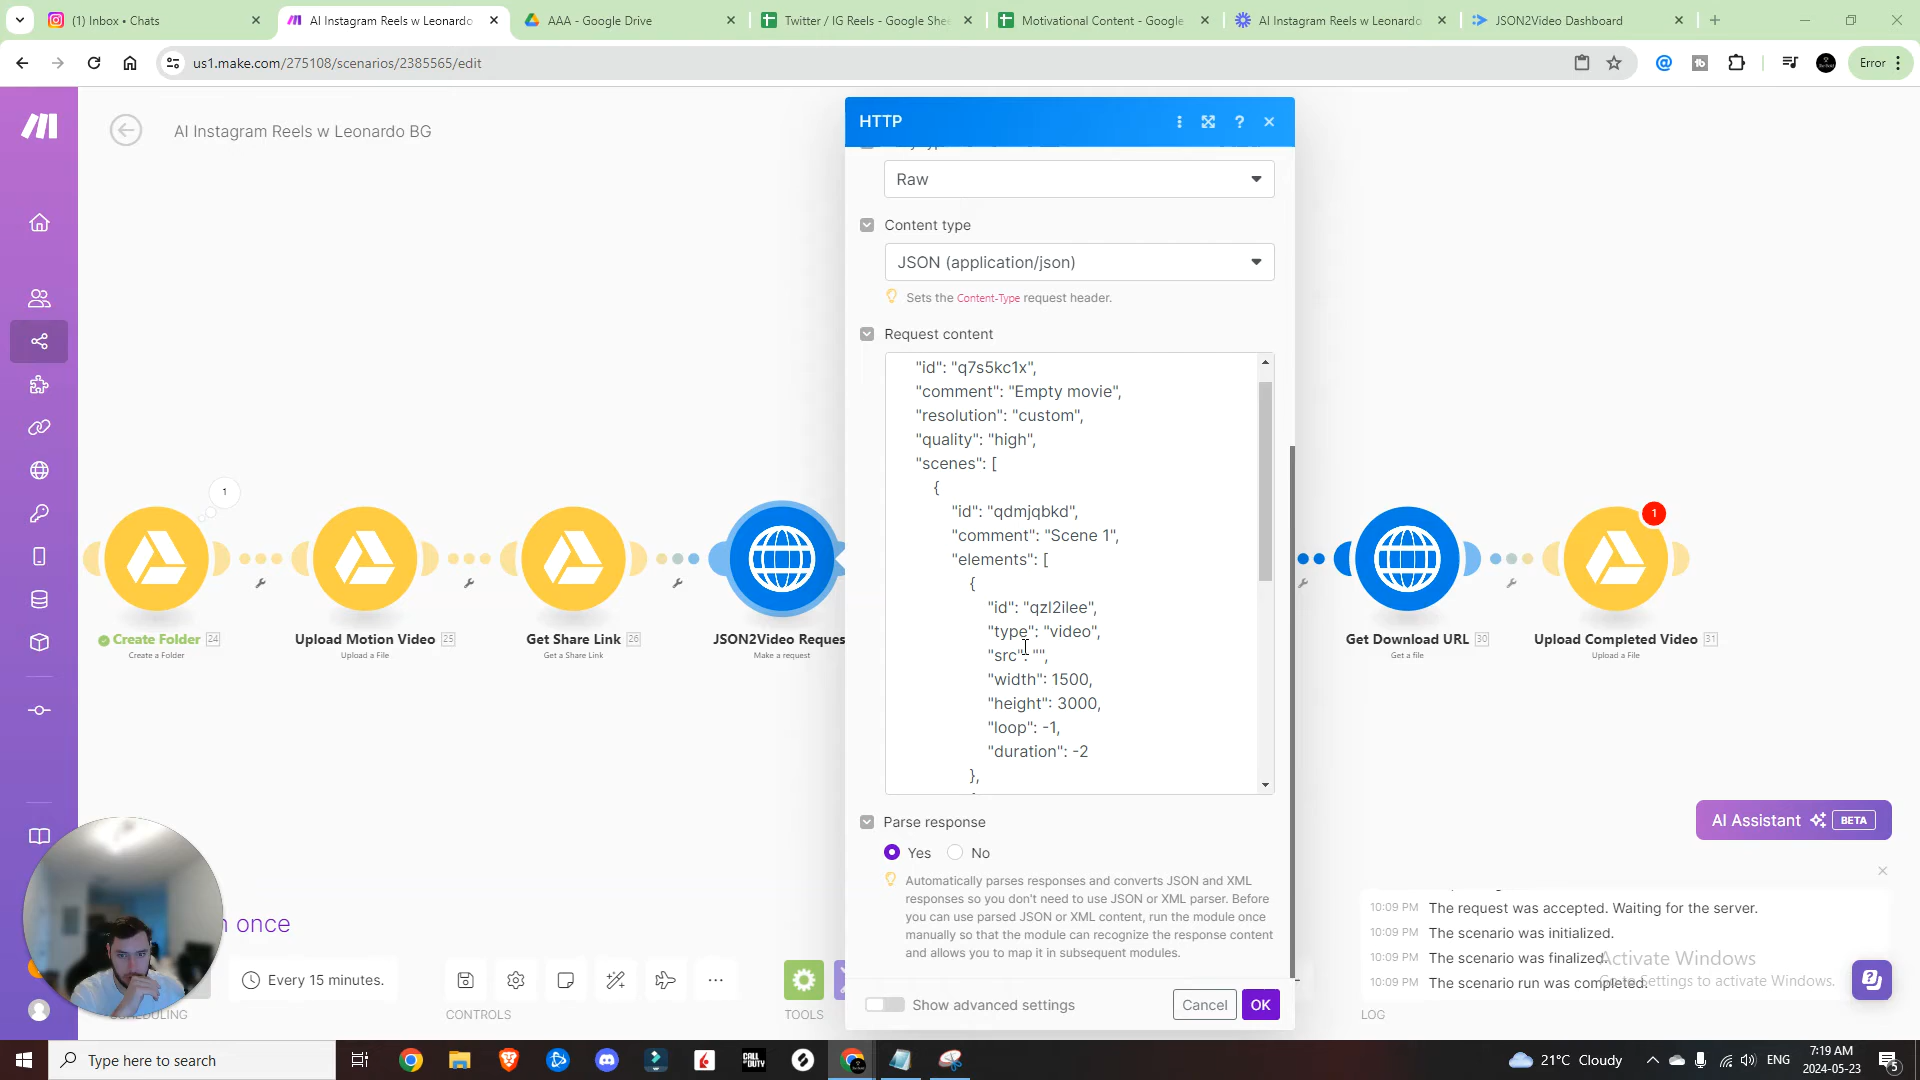 (1) Inbox • Chats
AI Instagram Reels w Leonardo
AAA - Google Drive
Twitter / IG Reels - Google She
Motivational Content - Google
AI Instagram Reels w Leonardo
JSON2Video Dashboard
us1.make.com/275108/scenarios/2385565/edit
Error
AI Instagram Reels w Leonardo BG
HTTP
Raw
Content type
JSON (application/json)
Sets the Content-Type request header.
Request content
"id": "q7s5kc1x",
"comment": "Empty movie",
"resolution": "custom",
"quality": "high",
"scenes": [
{
"id": "qdmjqbkd",
"comment": "Scene 1",
"elements": [
{
"id": "qzl2ilee",
"type": "video",
"src": "",
"width": 1500,
"height": 3000,
"loop": -1,
"duration": -2
},
1
1
Create Folder 24
Create a Folder
Upload Motion Video 25
Upload a File
Get Share Link 26
Get a Share Link
JSON2Video Reques
Make a request
Get Download URL 30
Get a file
Upload Completed Video 31
Upload a File
Parse response
Yes
No
Automatically parses responses and converts JSON and XML
responses so you don't need to use JSON or XML parser. Before
you can use parsed JSON or XML content, run the module once
manually so that the module can recognize the response content
and allows you to map it in subsequent modules.
Show advanced settings
Cancel
OK
AI Assistant
BETA
10:09 PM The request was accepted. Waiting for the server.
10:09 PM The scenario was initialized.
10:09 PM The scenario was finalized.
10:09 PM The scenario run was completed.
Activate Windows
Settings to activate Windows.
once
Every 15 minutes.
CONTROLS
TOOLS
LOG
Type here to search
CALL OF DUTY
21°C Cloudy
ENG
7:19 AM
2024-05-23
5